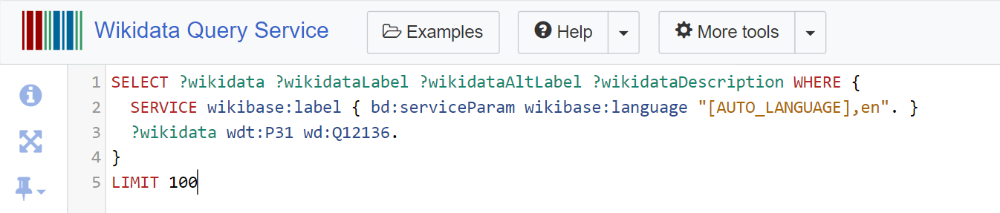 Wikidata Query Service Examples Help More tools
1 SELECT ?wikidata ?wikidataLabel ?wikidataAltLabel ?wikidataDescription WHERE {
2 SERVICE wikibase:label { bd:serviceParam wikibase:language "[AUTO_LANGUAGE],en". }
3 ?wikidata wdt:P31 wd:Q12136.
4 }
5 LIMIT 100